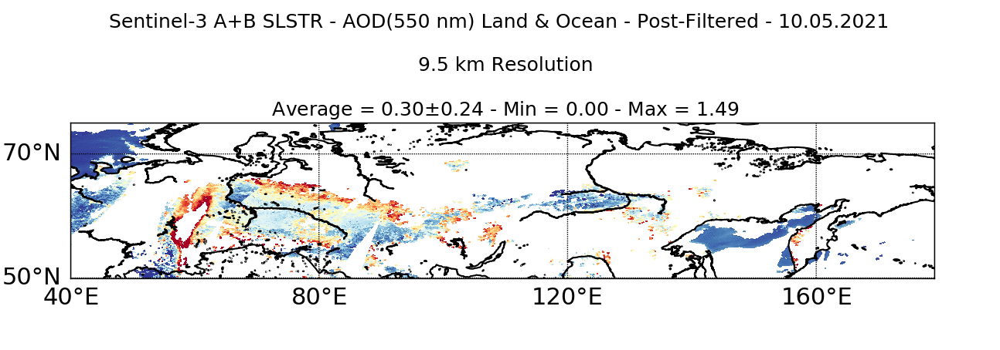 Sentinel-3 A+B SLSTR - AOD(550 nm) Land & Ocean - Post-Filtered - 10.05.2021
9.5 km Resolution
Average = 0.30±0.24 - Min = 0.00 - Max = 1.49
70°N
50°N
40°E 80°E 120°E 160°E